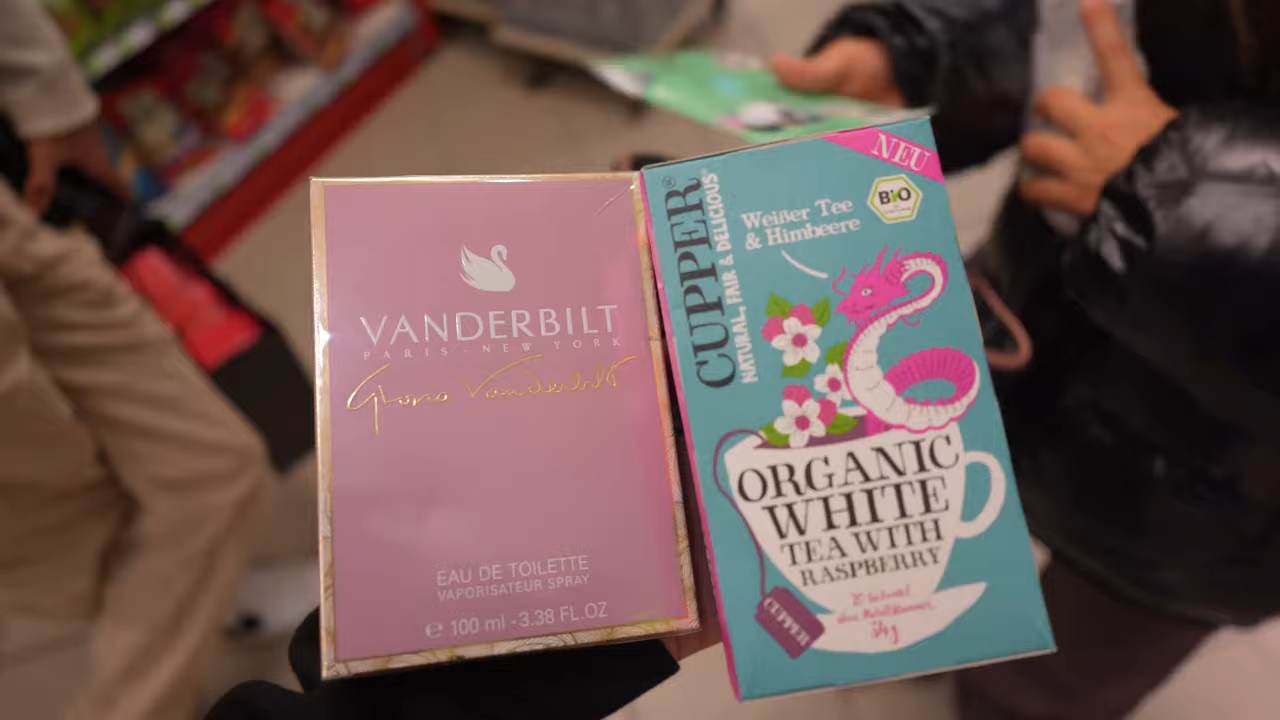 VANDERBILT
PARIS - NEW YORK
Gloria Vanderbilt
EAU DE TOILETTE
VAPORISATEUR SPRAY
℮ 100 ml - 3.38 FL.OZ
NEU
BIO
CUPPER®
NATURAL, FAIR & DELICIOUS
Weißer Tee
& Himbeere
ORGANIC
WHITE
TEA WITH
RASPBERRY
CUPPER